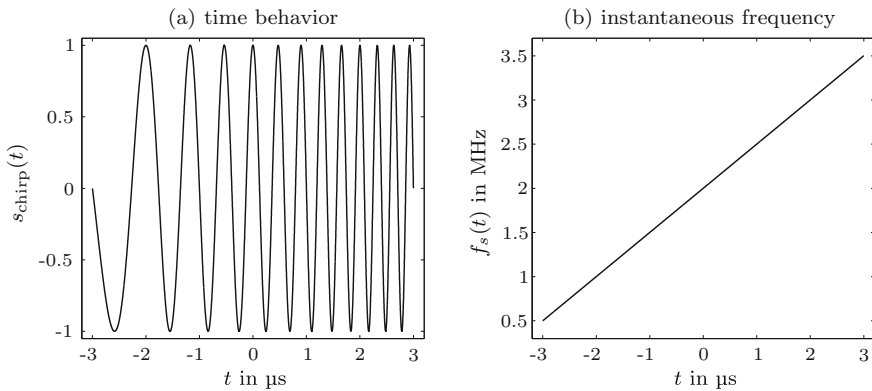 (a) time behavior
1
0.5
0
-0.5
-1
s_chirp(t)
-3 -2 -1 0 1 2 3
t in µs
(b) instantaneous frequency
3.5
3
2.5
2
1.5
1
0.5
f_s(t) in MHz
-3 -2 -1 0 1 2 3
t in µs